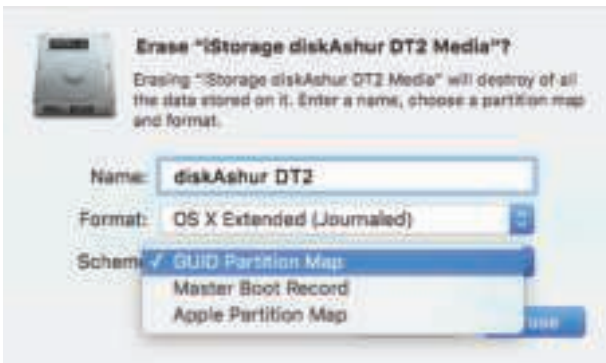 Erase "iStorage diskAshur DT2 Media"?
Erasing "iStorage diskAshur DT2 Media" will destroy of all
the data stored on it. Enter a name, choose a partition map
and format.
Name: diskAshur DT2
Format: OS X Extended (Journaled)
Schem ✓ GUID Partition Map
Master Boot Record
Apple Partition Map